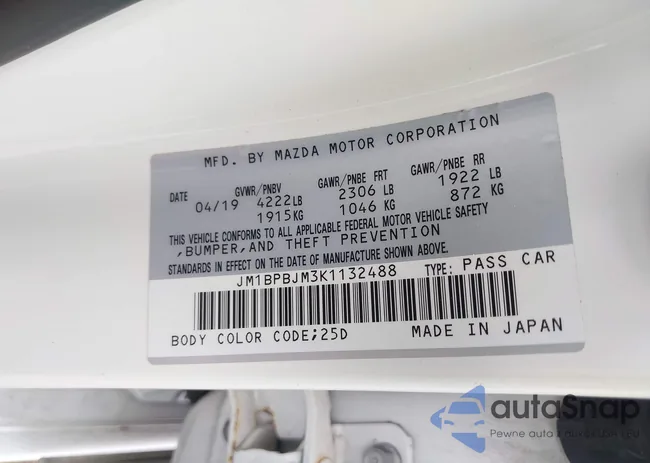 MFD. BY MAZDA MOTOR CORPORATION
DATE GVWR/PNBV GAWR/PNBE FRT GAWR/PNBE RR
04/19 4222LB 2306 LB 1922 LB
1915KG 1046 KG 872 KG
THIS VEHICLE CONFORMS TO ALL APPLICABLE FEDERAL MOTOR VEHICLE SAFETY
,BUMPER,AND THEFT PREVENTION
STANDARDS IN EFFECT ON THE DATE OF MANUFACTURE SHOWN ABOVE.
JM1BPBJM3K1132488 TYPE: PASS CAR
BODY COLOR CODE;25D MADE IN JAPAN
autoSnap
Pewne auto